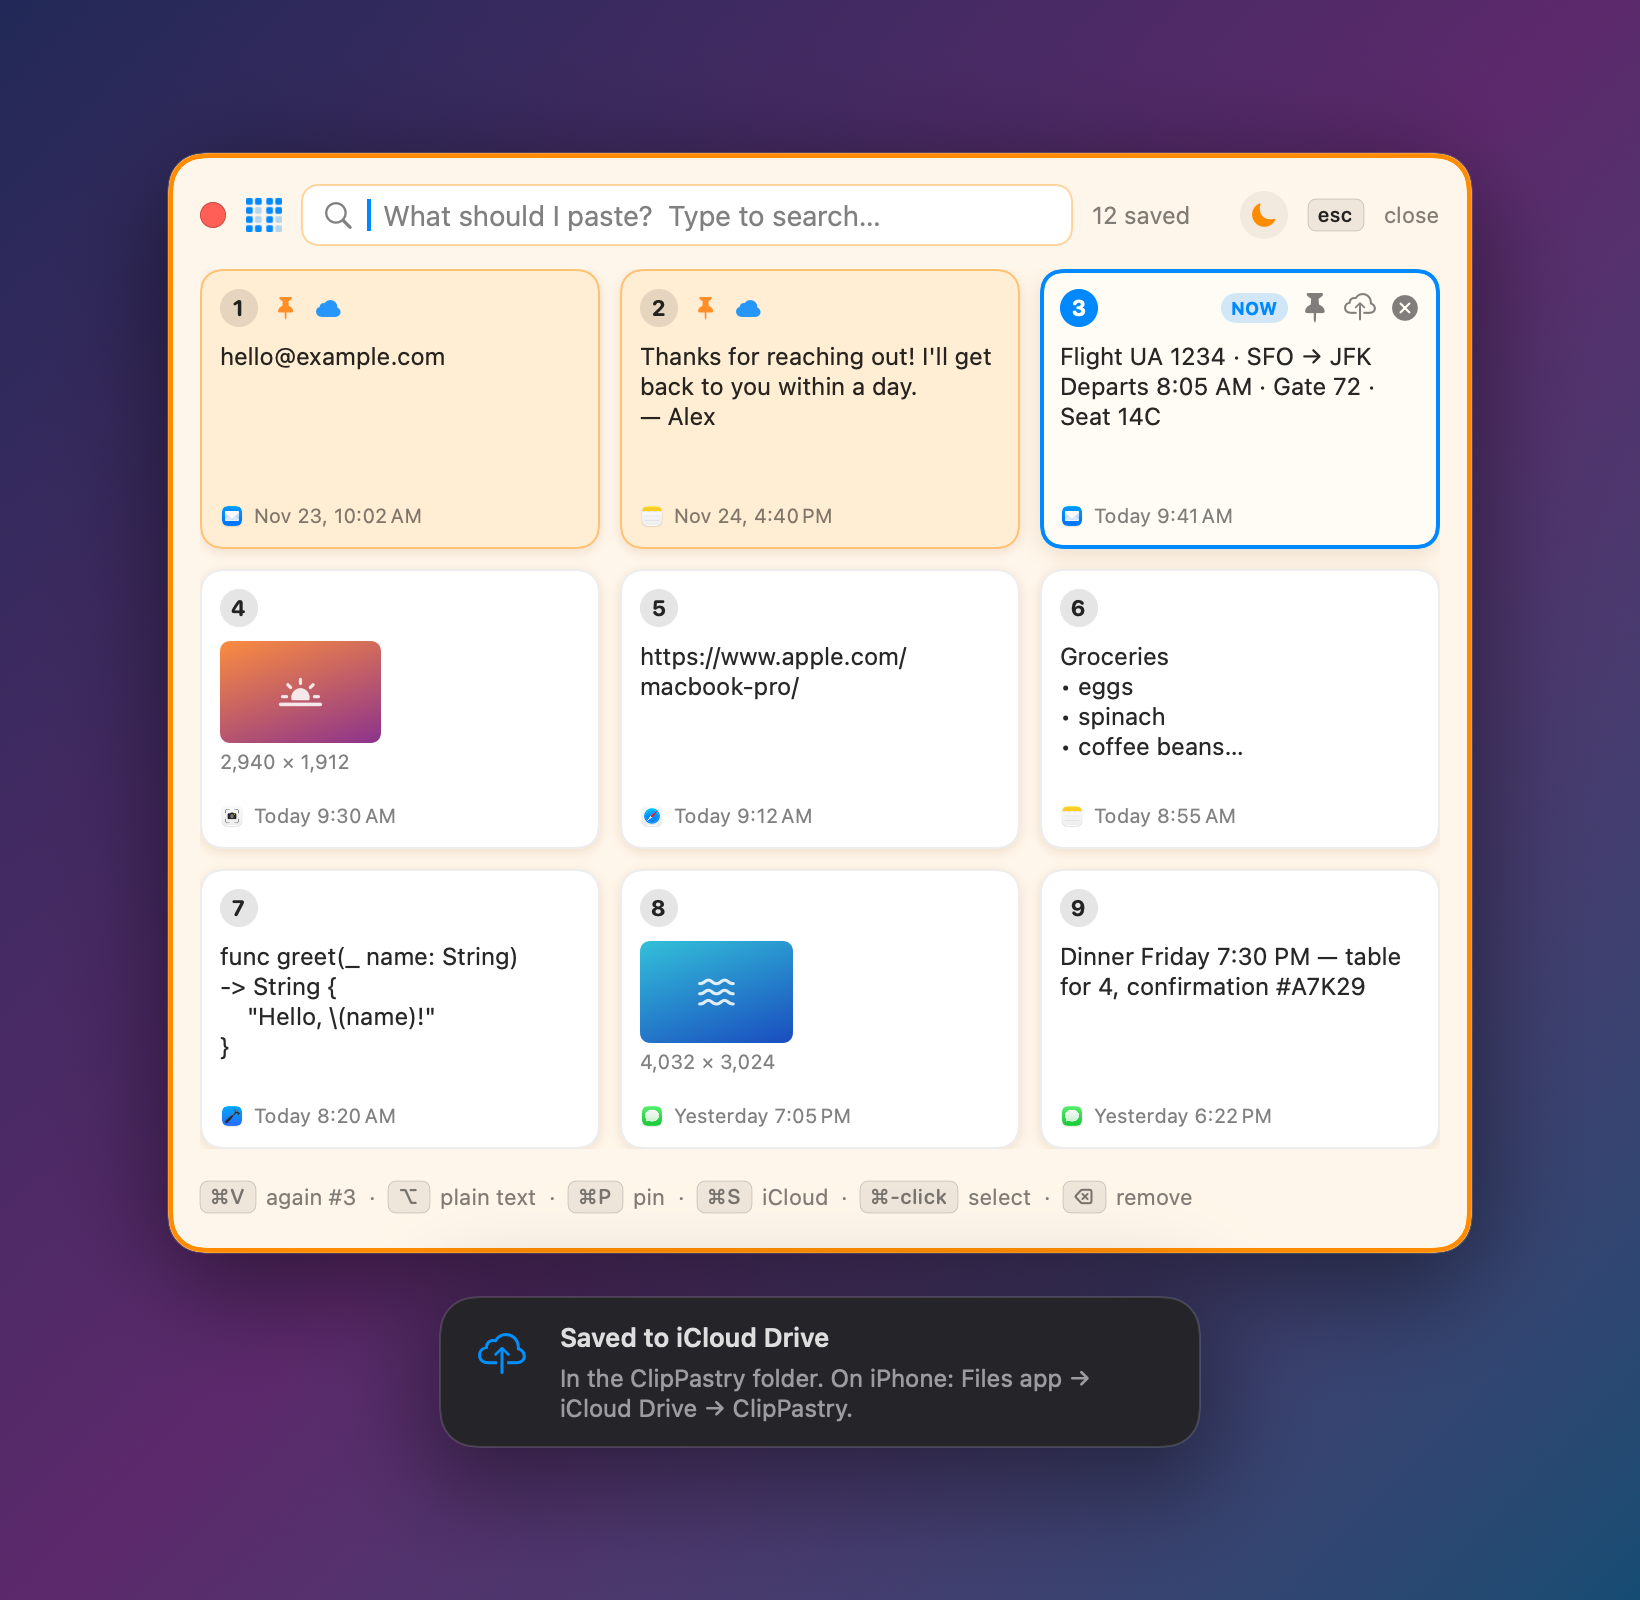 What should I paste?  Type to search...
12 saved
esc close
1
hello@example.com
Nov 23, 10:02 AM
2
Thanks for reaching out! I'll get
back to you within a day.
— Alex
Nov 24, 4:40 PM
3 NOW
Flight UA 1234 · SFO → JFK
Departs 8:05 AM · Gate 72 ·
Seat 14C
Today 9:41 AM
4
2,940 × 1,912
Today 9:30 AM
5
https://www.apple.com/
macbook-pro/
Today 9:12 AM
6
Groceries
• eggs
• spinach
• coffee beans...
Today 8:55 AM
7
func greet(_ name: String)
-> String {
    "Hello, \(name)!"
}
Today 8:20 AM
8
4,032 × 3,024
Yesterday 7:05 PM
9
Dinner Friday 7:30 PM — table
for 4, confirmation #A7K29
Yesterday 6:22 PM
⌘V again #3 · ⌥ plain text · ⌘P pin · ⌘S iCloud · ⌘-click select · ⌫ remove
Saved to iCloud Drive
In the ClipPastry folder. On iPhone: Files app →
iCloud Drive → ClipPastry.